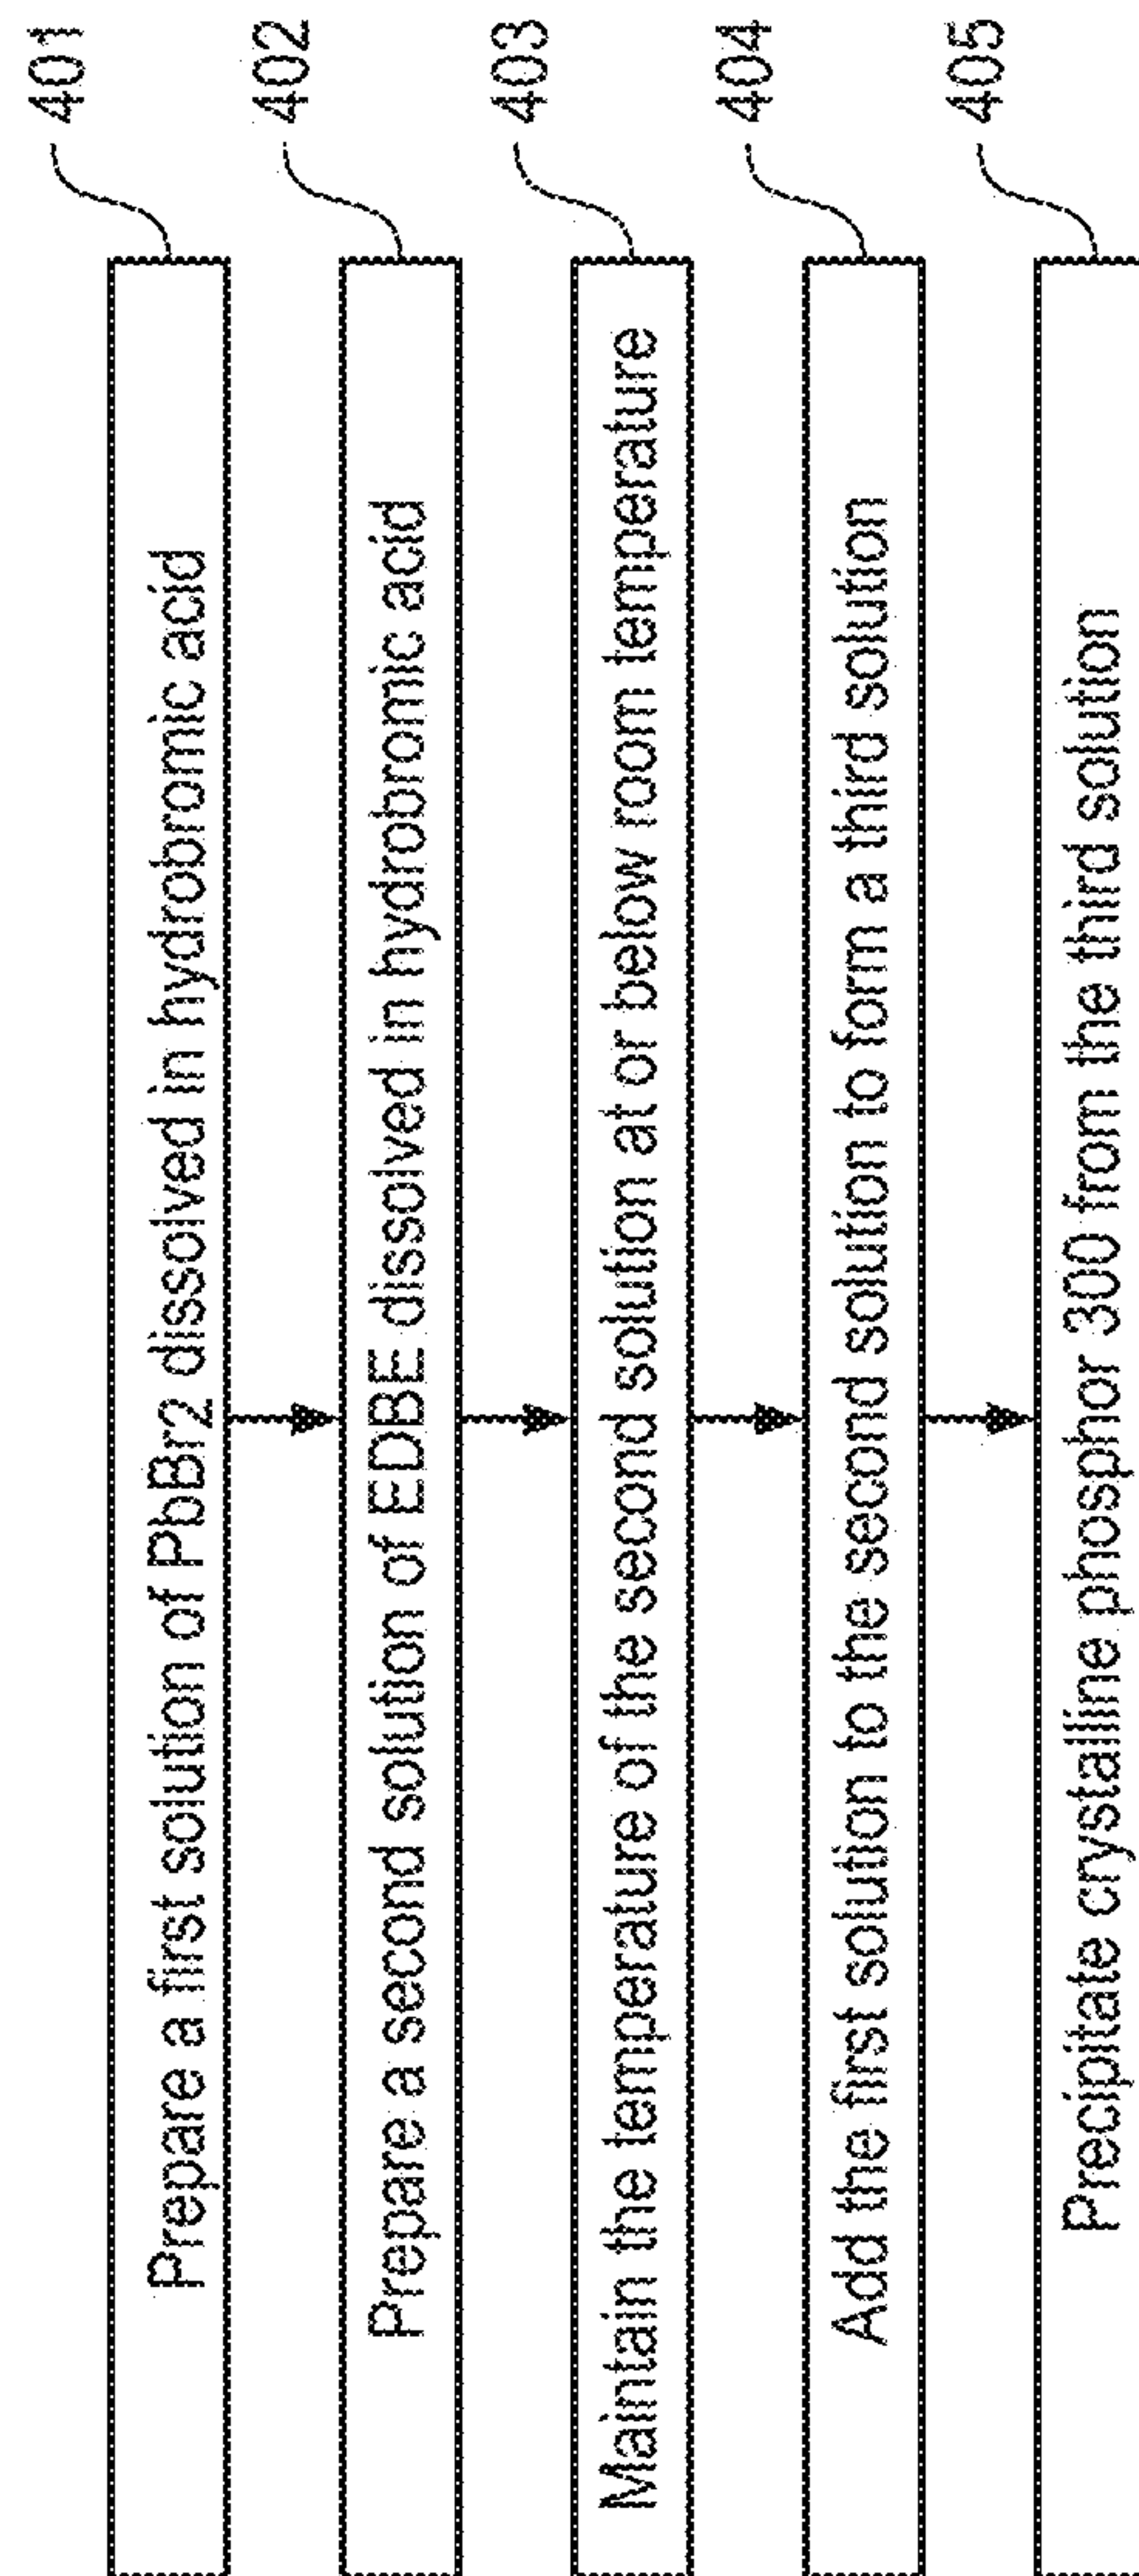 401
Prepare a first solution of PbBr2 dissolved in hydrobromic acid
402
Prepare a second solution of EDBE dissolved in hydrobromic acid
403
Maintain the temperature of the second solution at or below room temperature
404
Add the first solution to the second solution to form a third solution
405
Precipitate crystalline phosphor 300 from the third solution